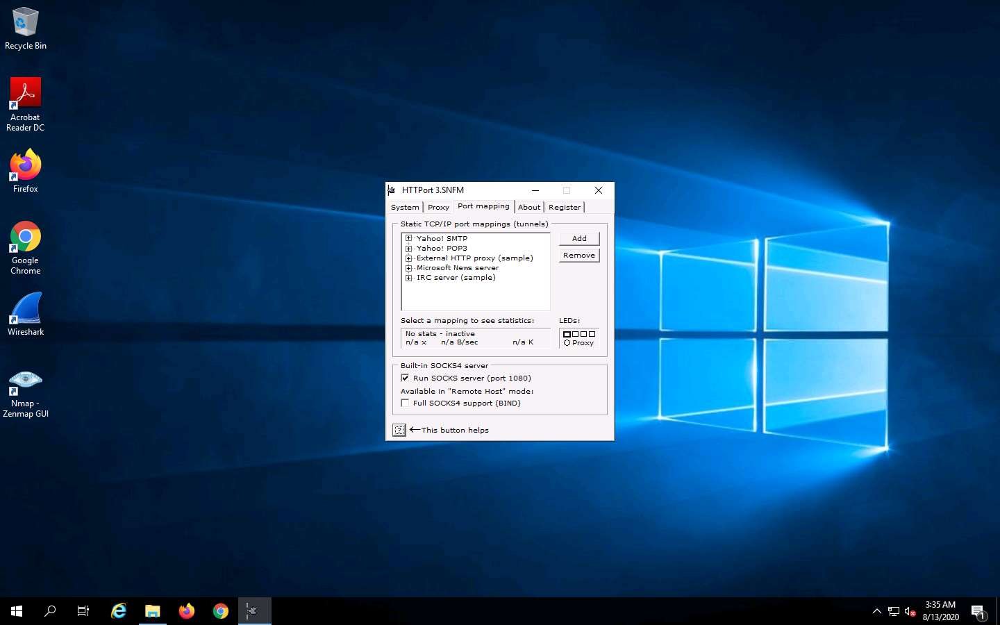 Recycle Bin
Acrobat
Reader DC
Firefox
Google
Chrome
Wireshark
Nmap -
Zenmap GUI
HTTPort 3.SNFM
System
Proxy
Port mapping
About
Register
Static TCP/IP port mappings (tunnels)
Yahoo! SMTP
Yahoo! POP3
External HTTP proxy (sample)
Microsoft News server
IRC server (sample)
Add
Remove
Select a mapping to see statistics:
No stats - inactive
n/a x n/a B/sec n/a K
LEDs:
Proxy
Built-in SOCKS4 server
Run SOCKS server (port 1080)
Available in "Remote Host" mode:
Full SOCKS4 support (BIND)
? ←This button helps
3:35 AM
8/13/2020
1